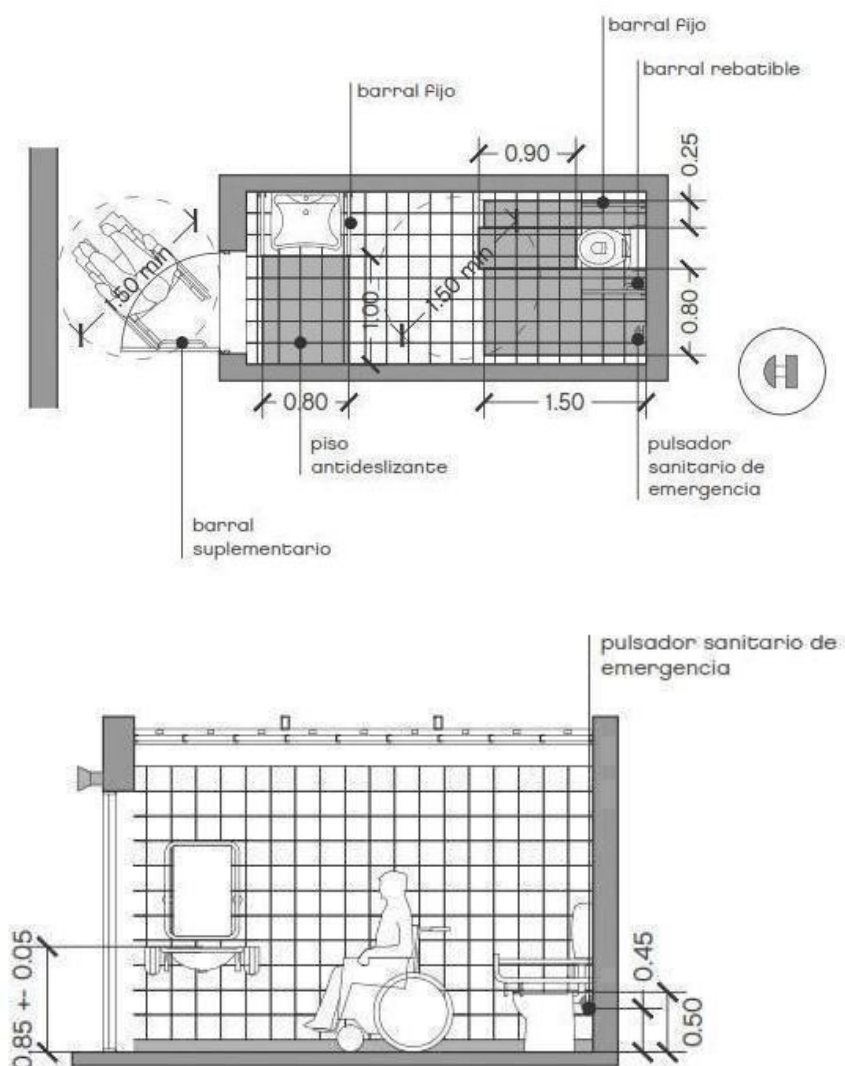 barral fijo
barral rebatible
barral fijo
0.90
0.25
1.50 min
1.50 min
1.00
0.80
0.80
1.50
piso
antideslizante
pulsador
sanitario de
emergencia
barral
suplementario
pulsador sanitario de
emergencia
0.85 +- 0.05
0.45
0.50